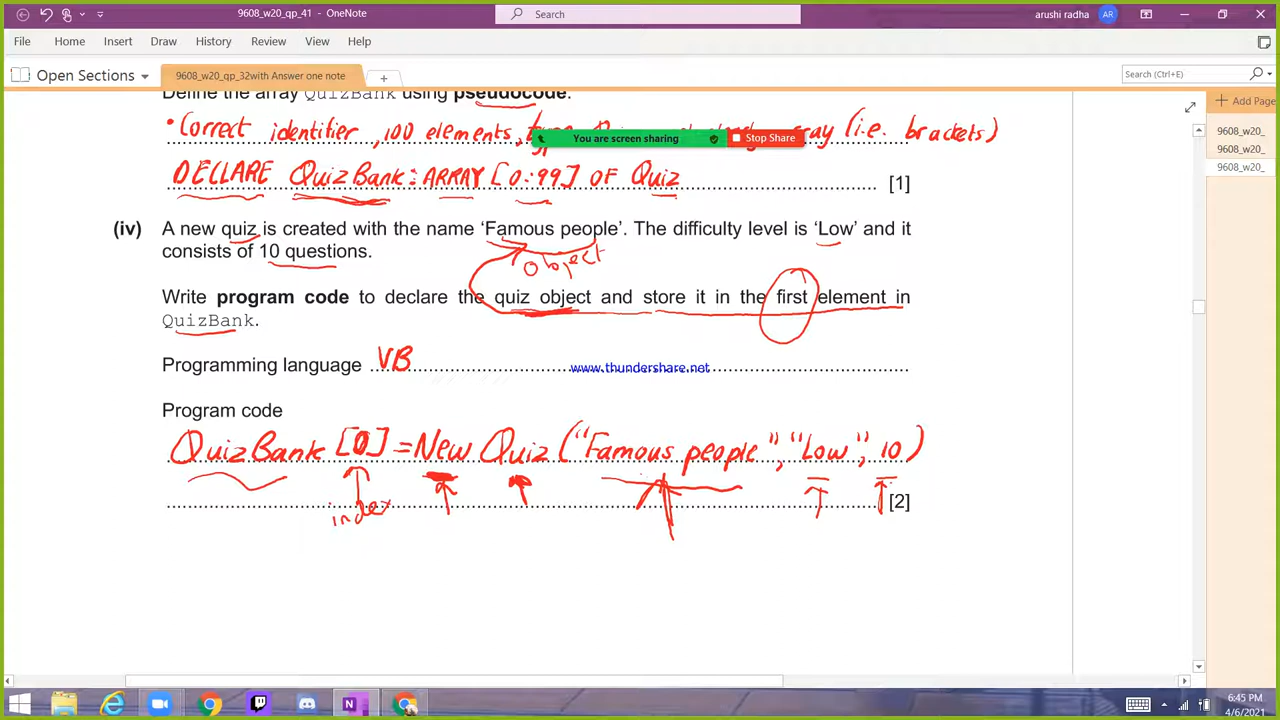 9608_w20_qp_41 - OneNote
Search
arushi radha
AR
File Home Insert Draw History Review View Help
Open Sections
9608_w20_qp_32with Answer one note
+
Search (Ctrl+E)
+ Add Page
9608_w20_qp_
9608_w20_qp_
9608_w20_qp_
Define the array QuizBank using pseudocode.
•Correct identifier, 100 elements, array (i.e. brackets)
You are screen sharing
Stop Share
DECLARE QuizBank: ARRAY [0:99] OF Quiz [1]
(iv) A new quiz is created with the name ‘Famous people’. The difficulty level is ‘Low’ and it
consists of 10 questions.
Object
Write program code to declare the quiz object and store it in the first element in
QuizBank.
Programming language VB
www.thundershare.net
Program code
QuizBank [0] = New Quiz ("Famous people", "Low", 10)
[2]
index
6:45 PM
4/6/2021